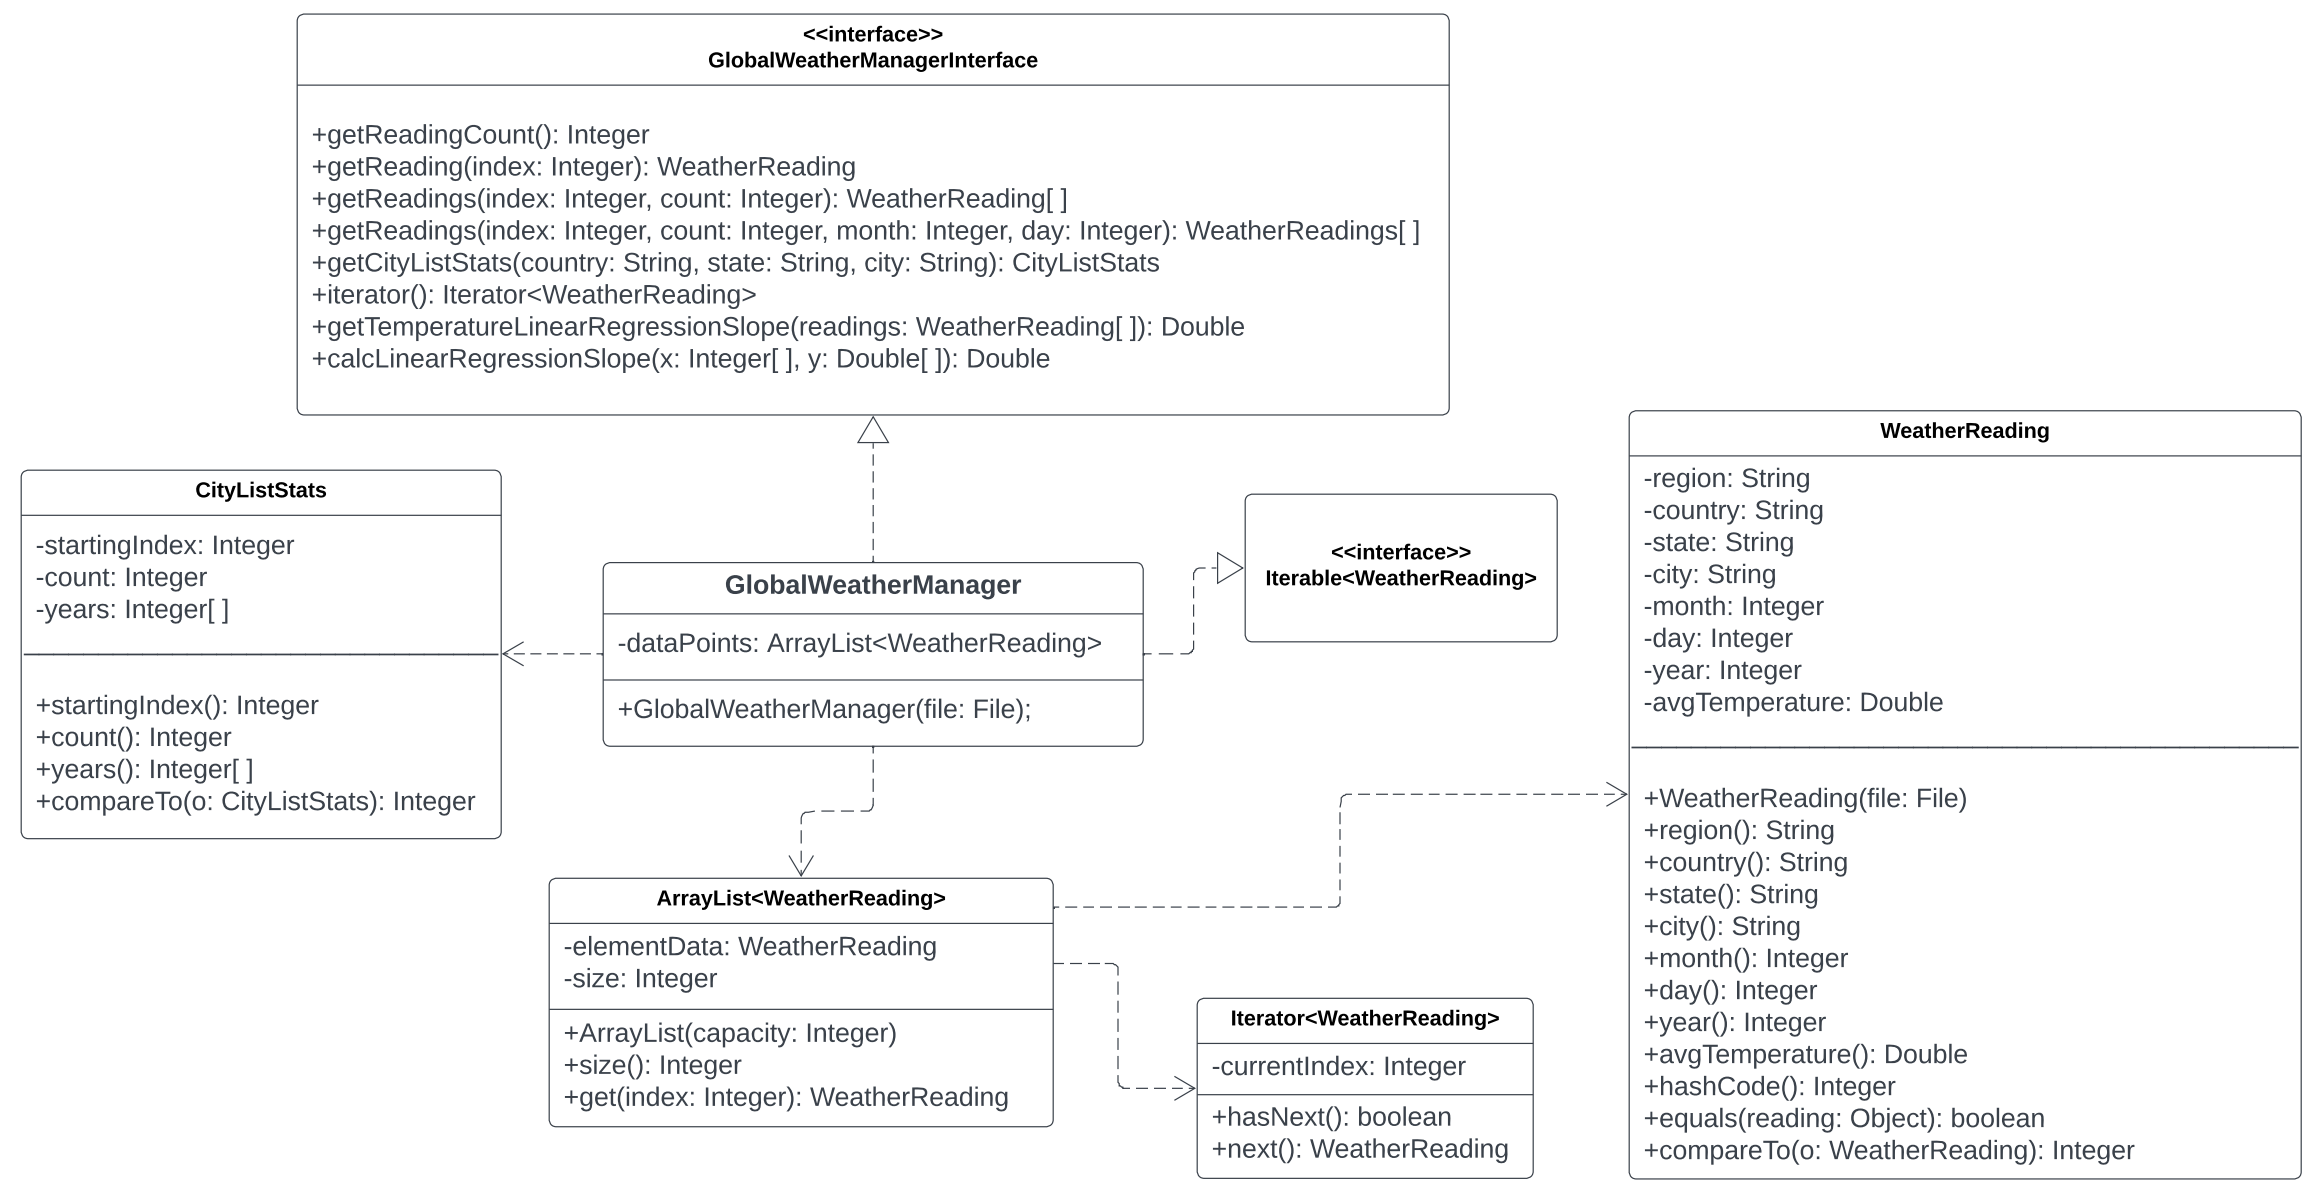 <<interface>>
GlobalWeatherManagerInterface
+getReadingCount(): Integer
+getReading(index: Integer): WeatherReading
+getReadings(index: Integer, count: Integer): WeatherReading[ ]
+getReadings(index: Integer, count: Integer, month: Integer, day: Integer): WeatherReadings[ ]
+getCityListStats(country: String, state: String, city: String): CityListStats
+iterator(): Iterator<WeatherReading>
+getTemperatureLinearRegressionSlope(readings: WeatherReading[ ]): Double
+calcLinearRegressionSlope(x: Integer[ ], y: Double[ ]): Double
CityListStats
-startingIndex: Integer
-count: Integer
-years: Integer[ ]
+startingIndex(): Integer
+count(): Integer
+years(): Integer[ ]
+compareTo(o: CityListStats): Integer
GlobalWeatherManager
-dataPoints: ArrayList<WeatherReading>
+GlobalWeatherManager(file: File);
<<interface>>
Iterable<WeatherReading>
WeatherReading
-region: String
-country: String
-state: String
-city: String
-month: Integer
-day: Integer
-year: Integer
-avgTemperature: Double
+WeatherReading(file: File)
+region(): String
+country(): String
+state(): String
+city(): String
+month(): Integer
+day(): Integer
+year(): Integer
+avgTemperature(): Double
+hashCode(): Integer
+equals(reading: Object): boolean
+compareTo(o: WeatherReading): Integer
ArrayList<WeatherReading>
-elementData: WeatherReading
-size: Integer
+ArrayList(capacity: Integer)
+size(): Integer
+get(index: Integer): WeatherReading
Iterator<WeatherReading>
-currentIndex: Integer
+hasNext(): boolean
+next(): WeatherReading